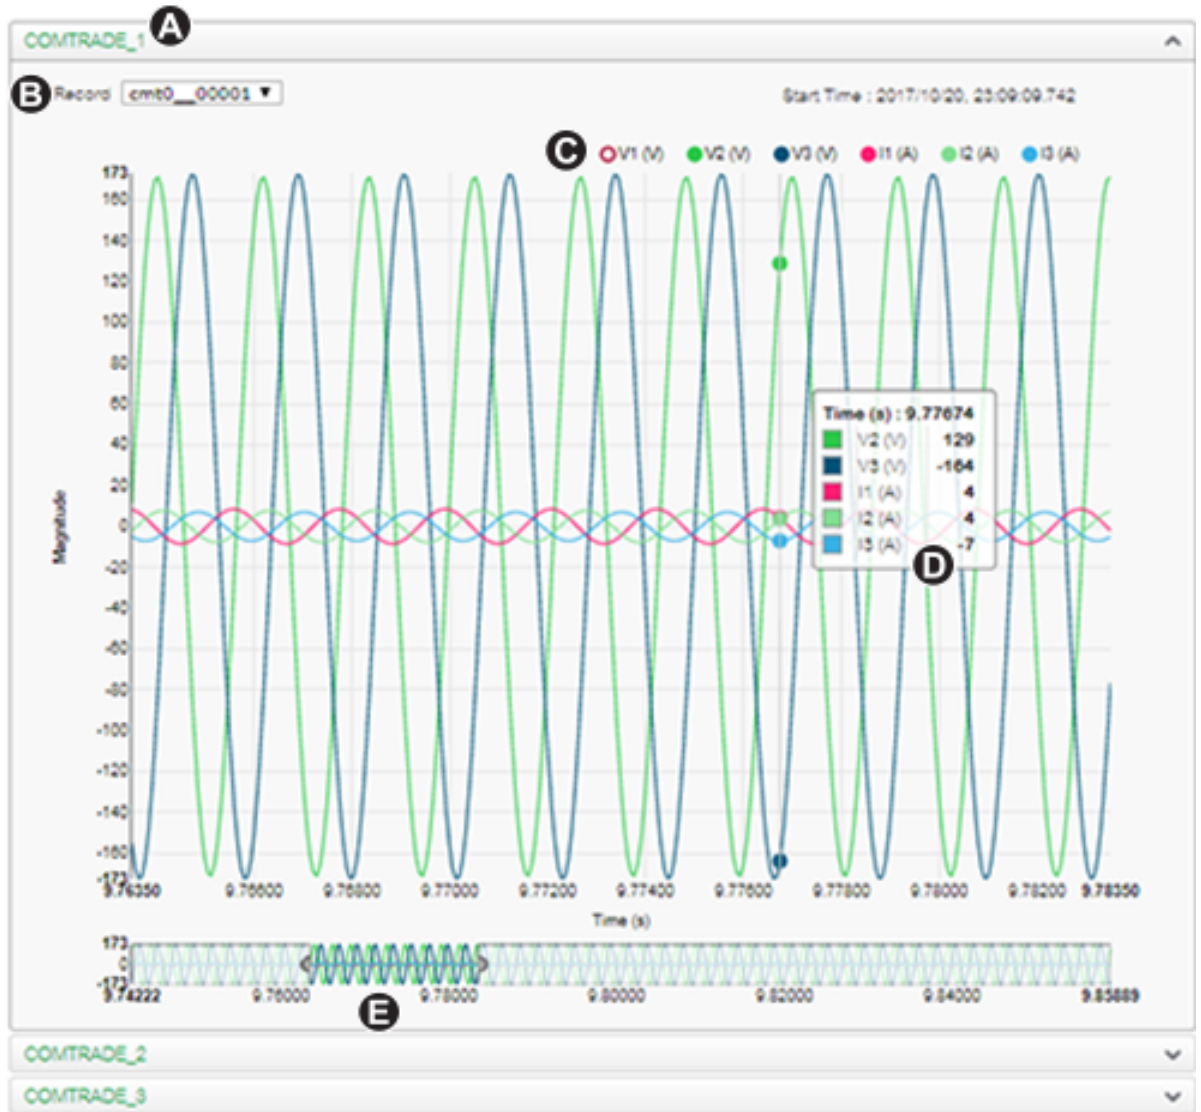 A
COMTRADE_1
B Record cmt0__00001 ▼ Start Time : 2017/10/20, 23:09:09.742
C V1 (V) V2 (V) V3 (V) I1 (A) I2 (A) I3 (A)
173
160
140
120
100
80
60
40
20
0
-20
-40
-60
-80
-100
-120
-140
-160
-173
Magnitude
Time (s) : 9.77674
V2 (V) 129
V3 (V) -164
I1 (A) 4
I2 (A) 4
I3 (A) -7
D
9.76350 9.76600 9.76800 9.77000 9.77200 9.77400 9.77600 9.77800 9.78000 9.78200 9.78350
Time (s)
173
0
-173
9.74222 9.76000 9.78000 9.80000 9.82000 9.84000 9.85889
E
COMTRADE_2
COMTRADE_3